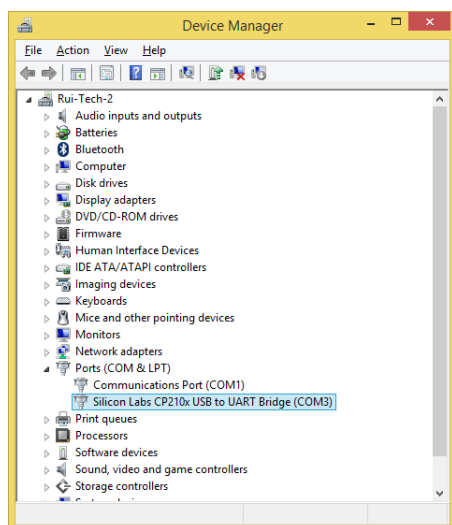 Device Manager
File Action View Help
Rui-Tech-2
Audio inputs and outputs
Batteries
Bluetooth
Computer
Disk drives
Display adapters
DVD/CD-ROM drives
Firmware
Human Interface Devices
IDE ATA/ATAPI controllers
Imaging devices
Keyboards
Mice and other pointing devices
Monitors
Network adapters
Ports (COM & LPT)
Communications Port (COM1)
Silicon Labs CP210x USB to UART Bridge (COM3)
Print queues
Processors
Software devices
Sound, video and game controllers
Storage controllers